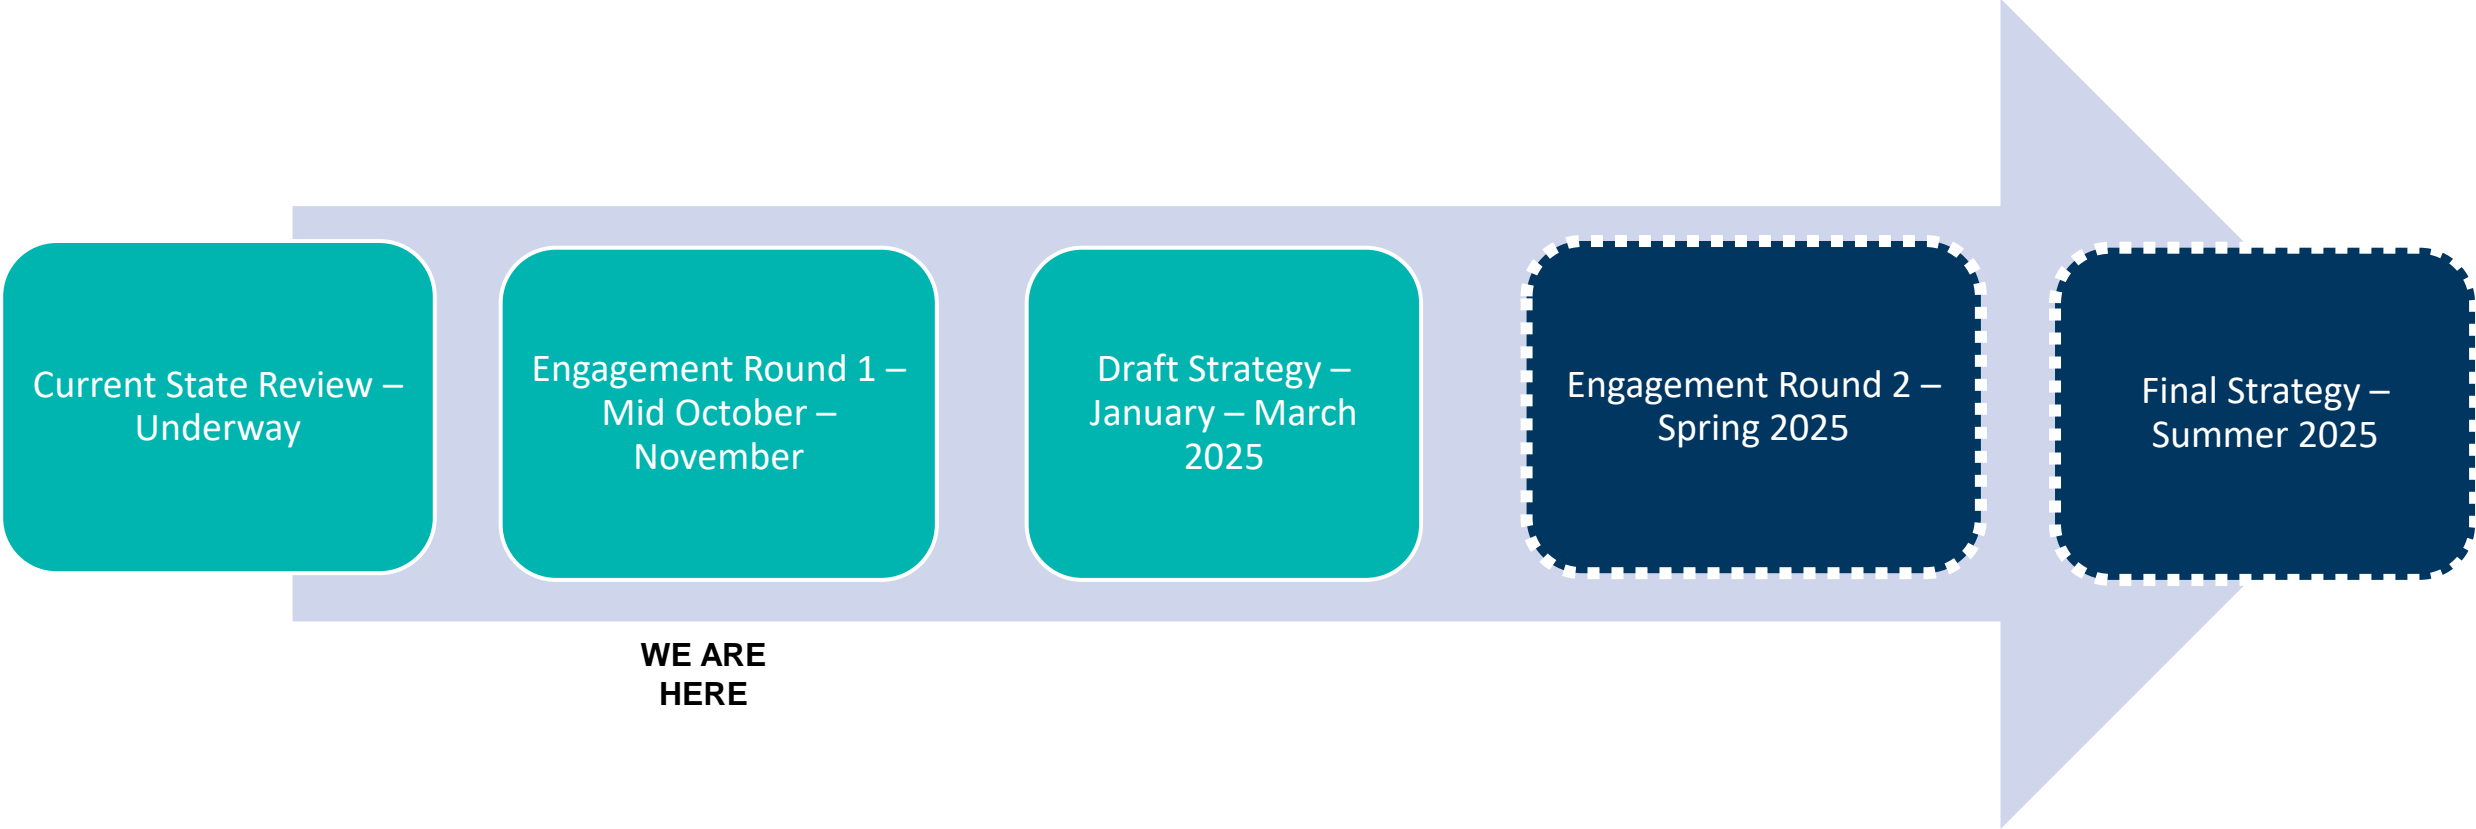 Current State Review –
Underway
Engagement Round 1 –
Mid October –
November
Draft Strategy –
January – March
2025
Engagement Round 2 –
Spring 2025
Final Strategy –
Summer 2025
WE ARE
HERE